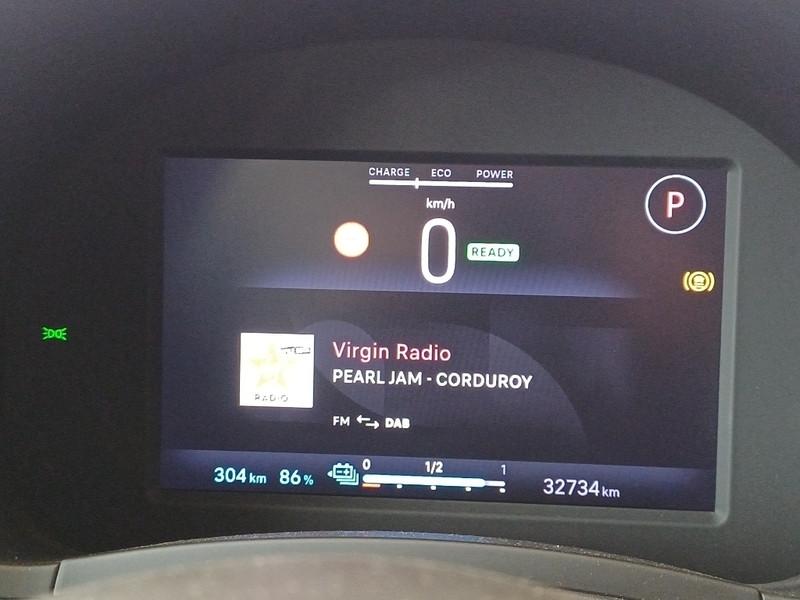 CHARGE ECO POWER
km/h
P
0 READY
Virgin Radio
PEARL JAM - CORDUROY
RADIO
FM DAB
0 1/2 1
304 km 86 % 32734 km